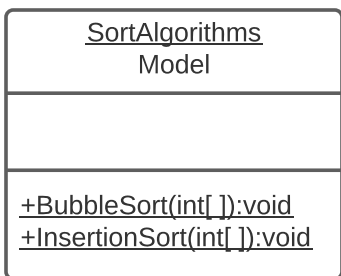 SortAlgorithms
Model
+BubbleSort(int[ ]):void
+InsertionSort(int[ ]):void